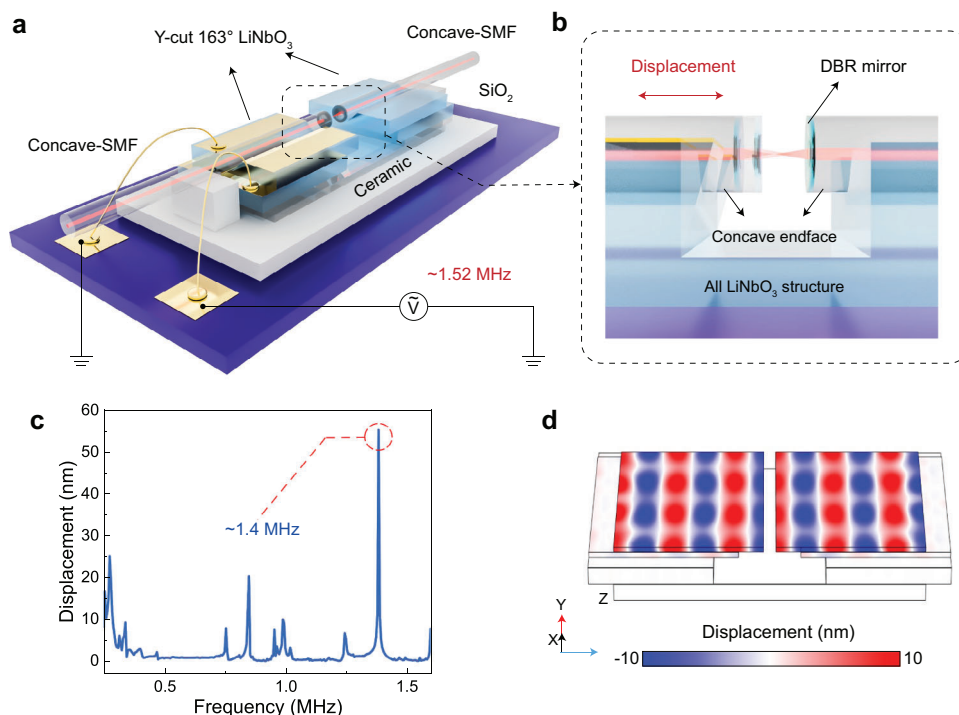 a
Y-cut 163° LiNbO₃
Concave-SMF
SiO₂
Concave-SMF
Ceramic
~1.52 MHz
Ṽ
b
Displacement
DBR mirror
Concave endface
All LiNbO₃ structure
c
60
50
40
30
20
10
0
Displacement (nm)
~1.4 MHz
0.5
1.0
1.5
Frequency (MHz)
d
Z
Y
X
Displacement (nm)
-10
10